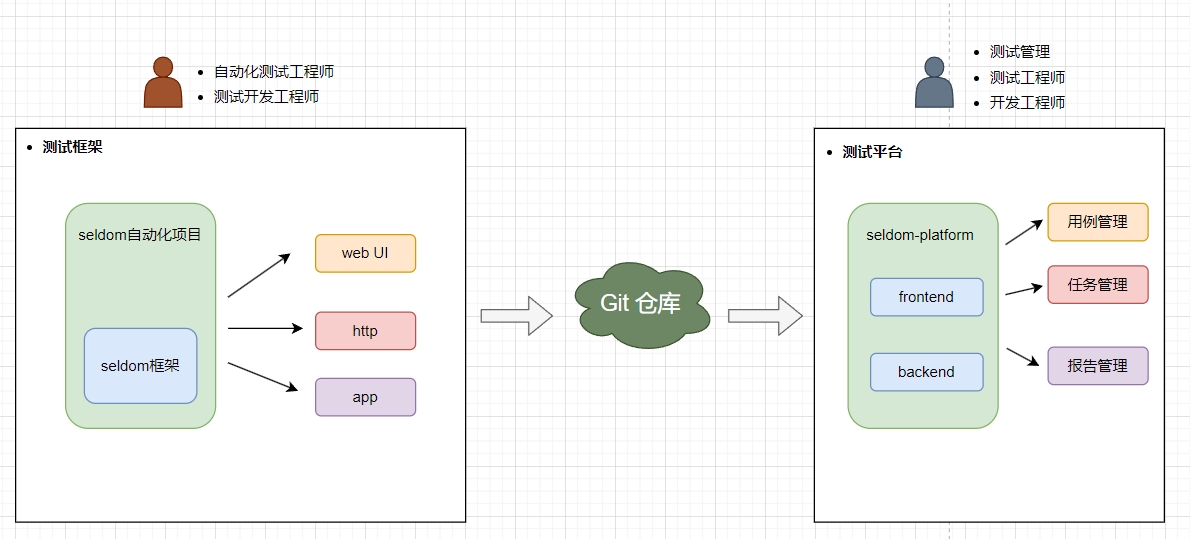 自动化测试工程师
测试开发工程师
测试管理
测试工程师
开发工程师
测试框架
seldom自动化项目
seldom框架
web UI
http
app
Git 仓库
测试平台
seldom-platform
frontend
backend
用例管理
任务管理
报告管理